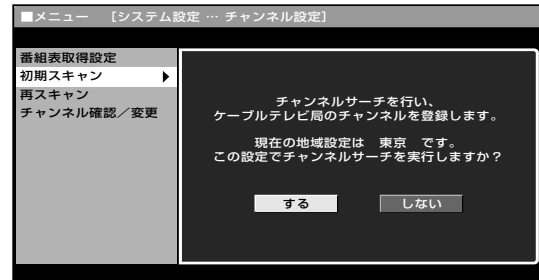 ■メニュー [システム設定 … チャンネル設定]
番組表取得設定
初期スキャン ▶
再スキャン
チャンネル確認／変更
チャンネルサーチを行い、
ケーブルテレビ局のチャンネルを登録します。
現在の地域設定は 東京 です。
この設定でチャンネルサーチを実行しますか？
する しない